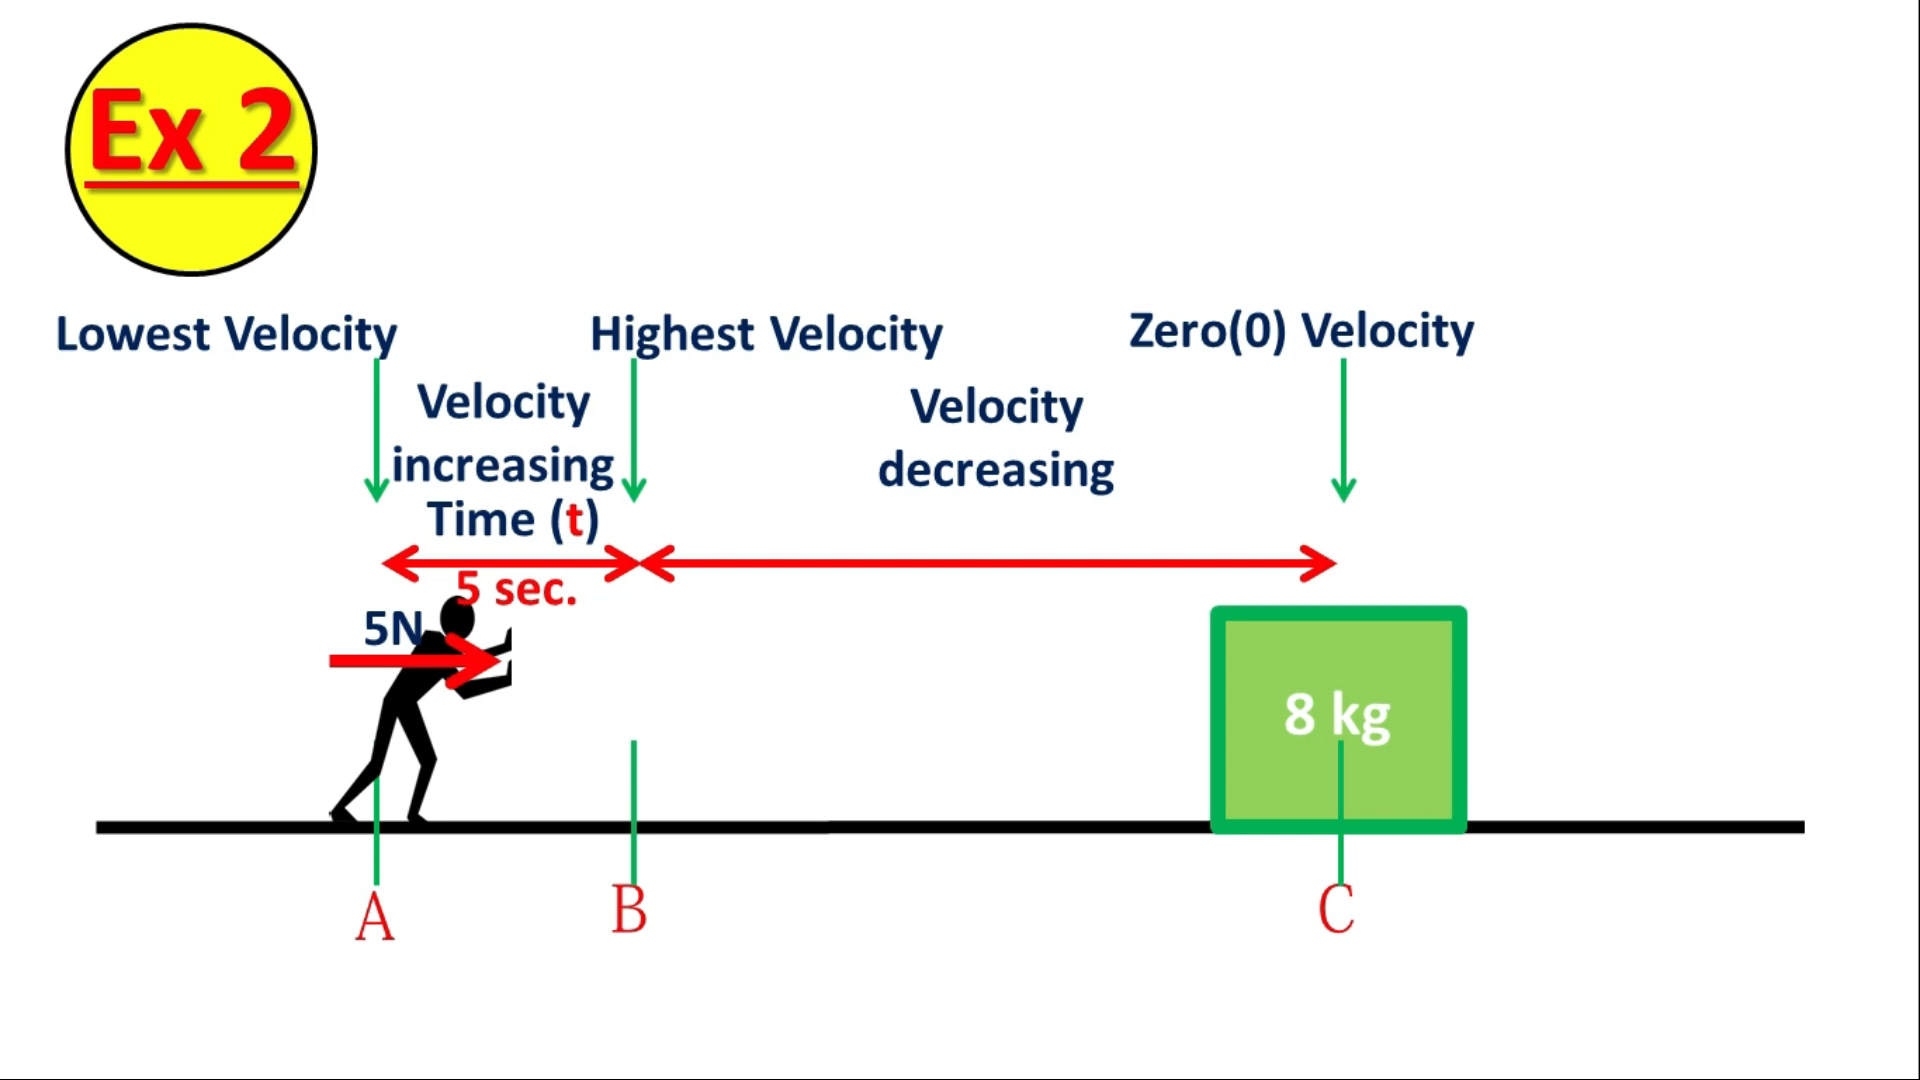 Ex 2
Lowest Velocity
Highest Velocity
Zero(0) Velocity
Velocity
increasing
Velocity
decreasing
Time (t)
5 sec.
5N
8 kg
A
B
C